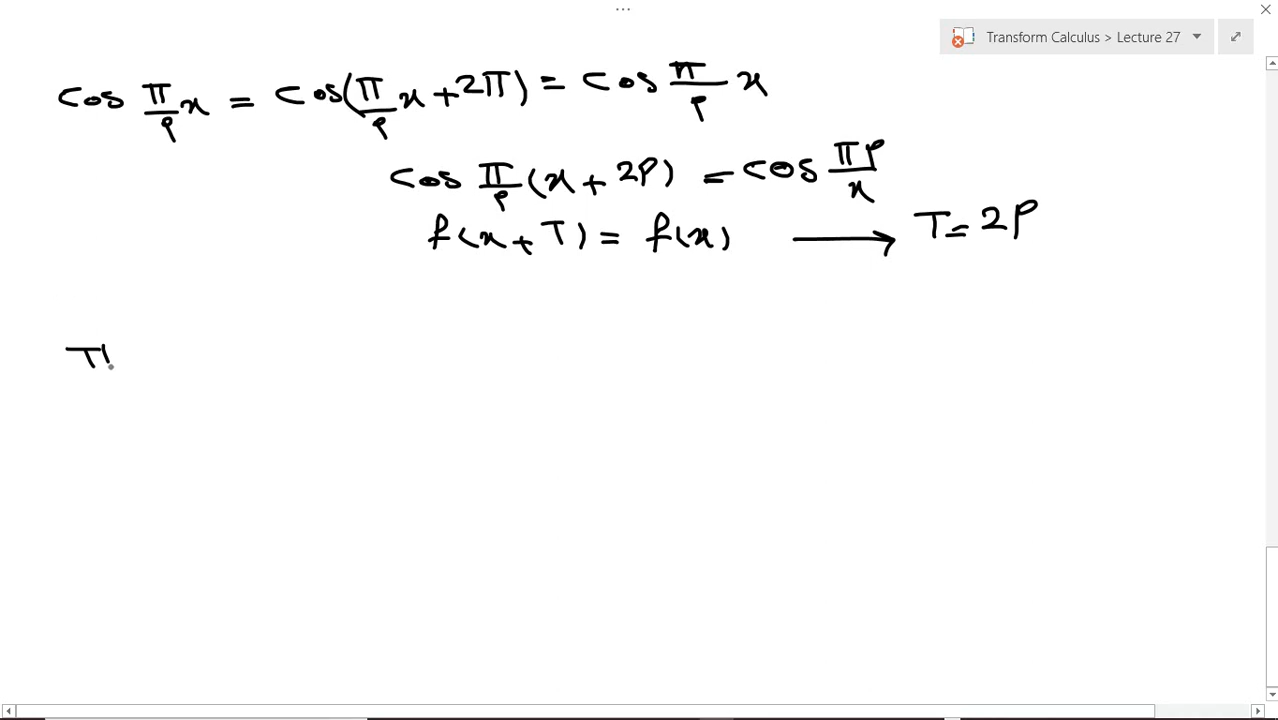 Transform Calculus > Lecture 27
cos π/p x = cos(π/p x + 2π) = cos π/p x
cos π/p (x + 2p) = cos πp/x
f(x + T) = f(x) ⟶ T = 2p